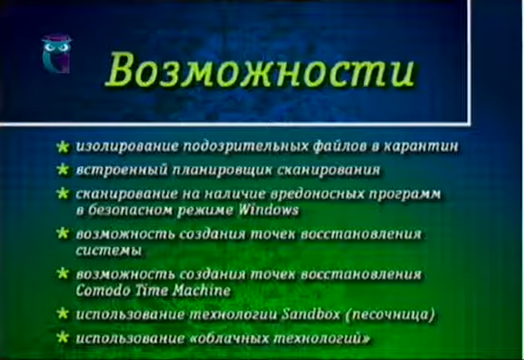 Возможности
изолирование подозрительных файлов в карантин
встроенный планировщик сканирования
сканирование на наличие вредоносных программ
в безопасном режиме Windows
возможность создания точек восстановления
системы
возможность создания точек восстановления
Comodo Time Machine
использование технологии Sandbox (песочница)
использование «облачных технологий»